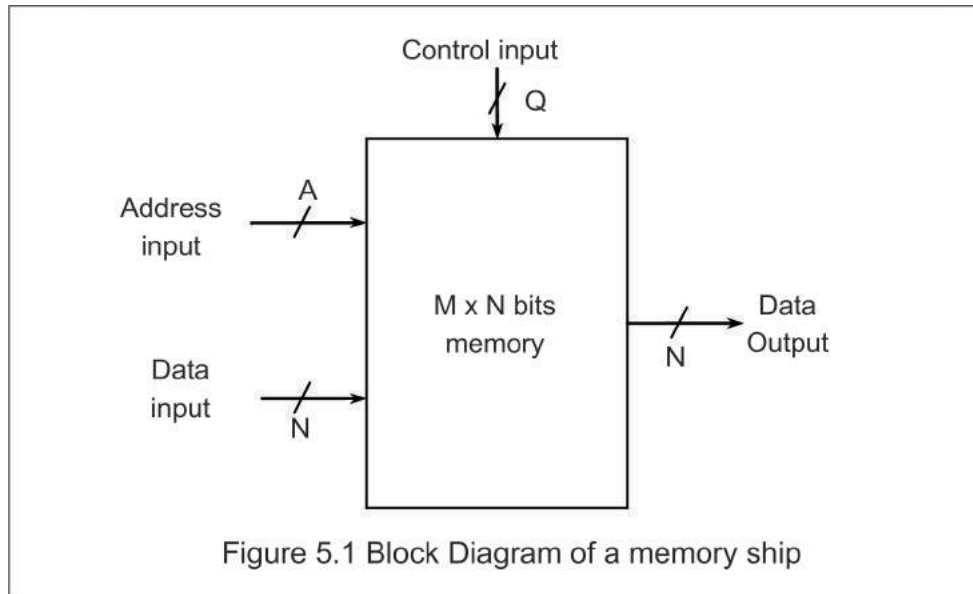 Control input
Q
A
Address
input
M x N bits
memory
Data
Output
N
Data
input
N
Figure 5.1 Block Diagram of a memory ship